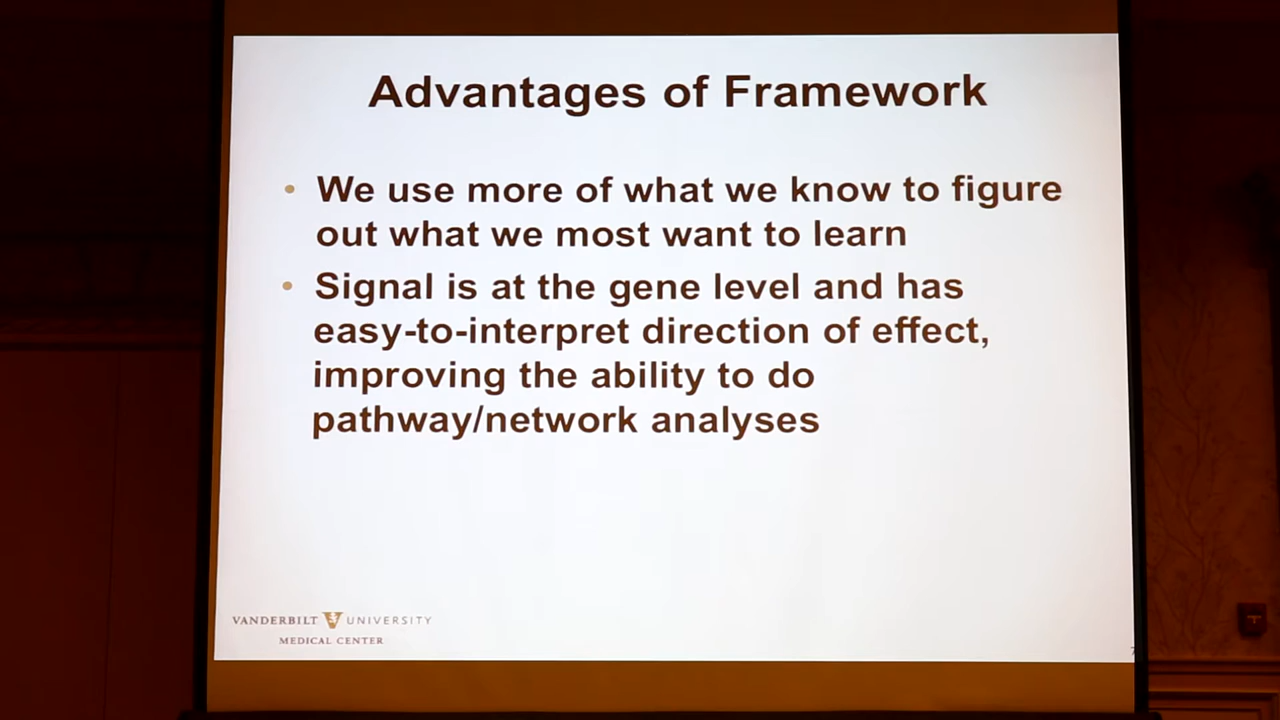 Advantages of Framework
• We use more of what we know to figure
out what we most want to learn
• Signal is at the gene level and has
easy-to-interpret direction of effect,
improving the ability to do
pathway/network analyses
VANDERBILT UNIVERSITY
MEDICAL CENTER